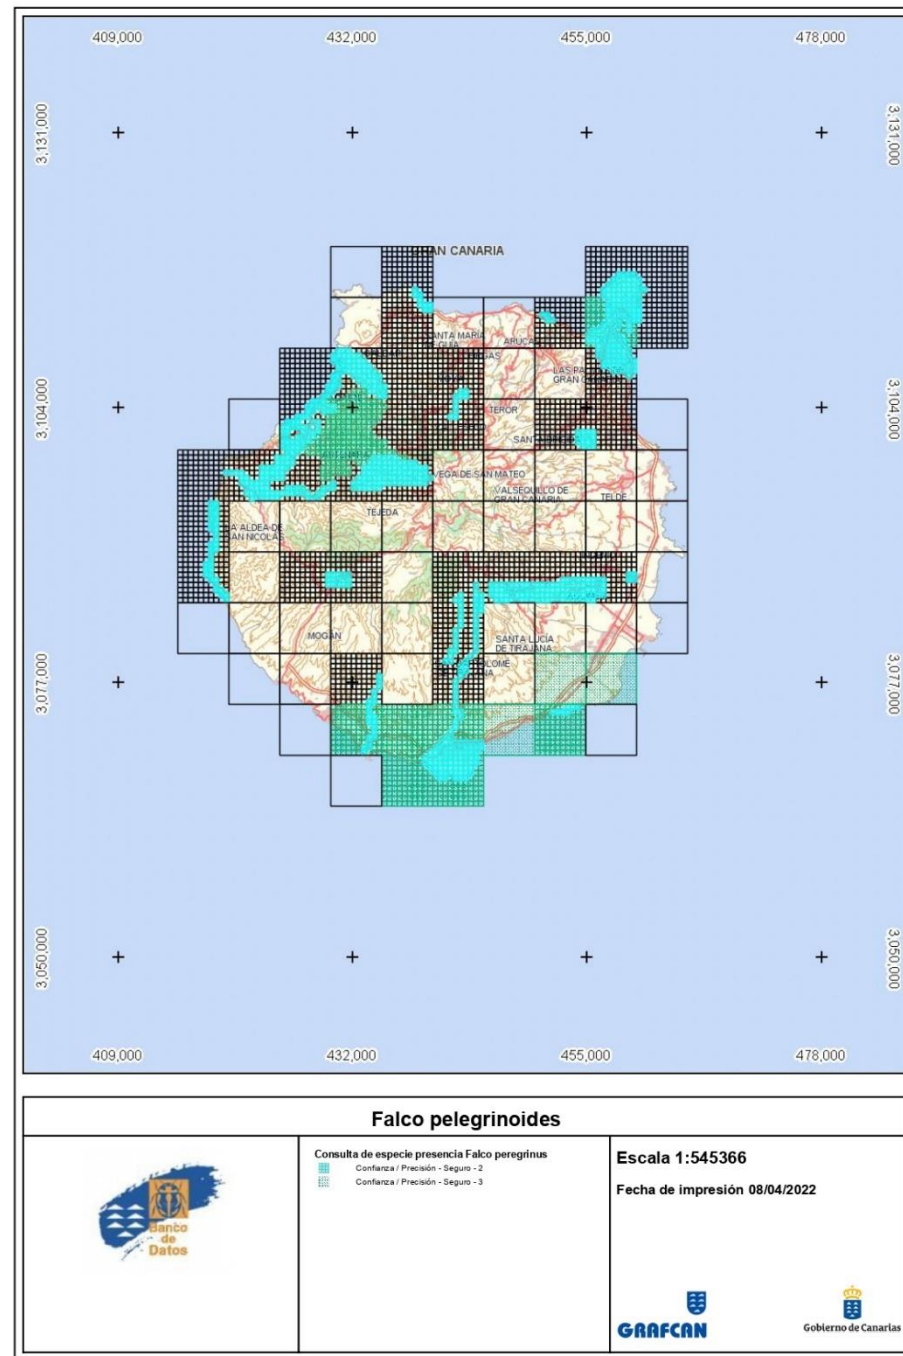 409,000 432,000 455,000 478,000
3,131,000 3,131,000
GRAN CANARIA
SANTA MARÍA
DE GUÍA
ARUCA
LAS PA
GRAN C
3,104,000 3,104,000
TEROR
SANTA
VEGA DE SAN MATEO
VALSEQUILLO DE
GRAN CANARIA
TELDE
TEJEDA
LA ALDEA DE
SAN NICOLÁS
MOGÁN
SANTA LUCÍA
DE TIRAJANA
OLOMÉ
ANA
3,077,000 3,077,000
3,050,000 3,050,000
409,000 432,000 455,000 478,000
Falco pelegrinoides
Banco
de
Datos
Consulta de especie presencia Falco peregrinus
Confianza / Precisión - Seguro - 2
Confianza / Precisión - Seguro - 3
Escala 1:545366
Fecha de impresión 08/04/2022
GRAFCAN
Gobierno de Canarias